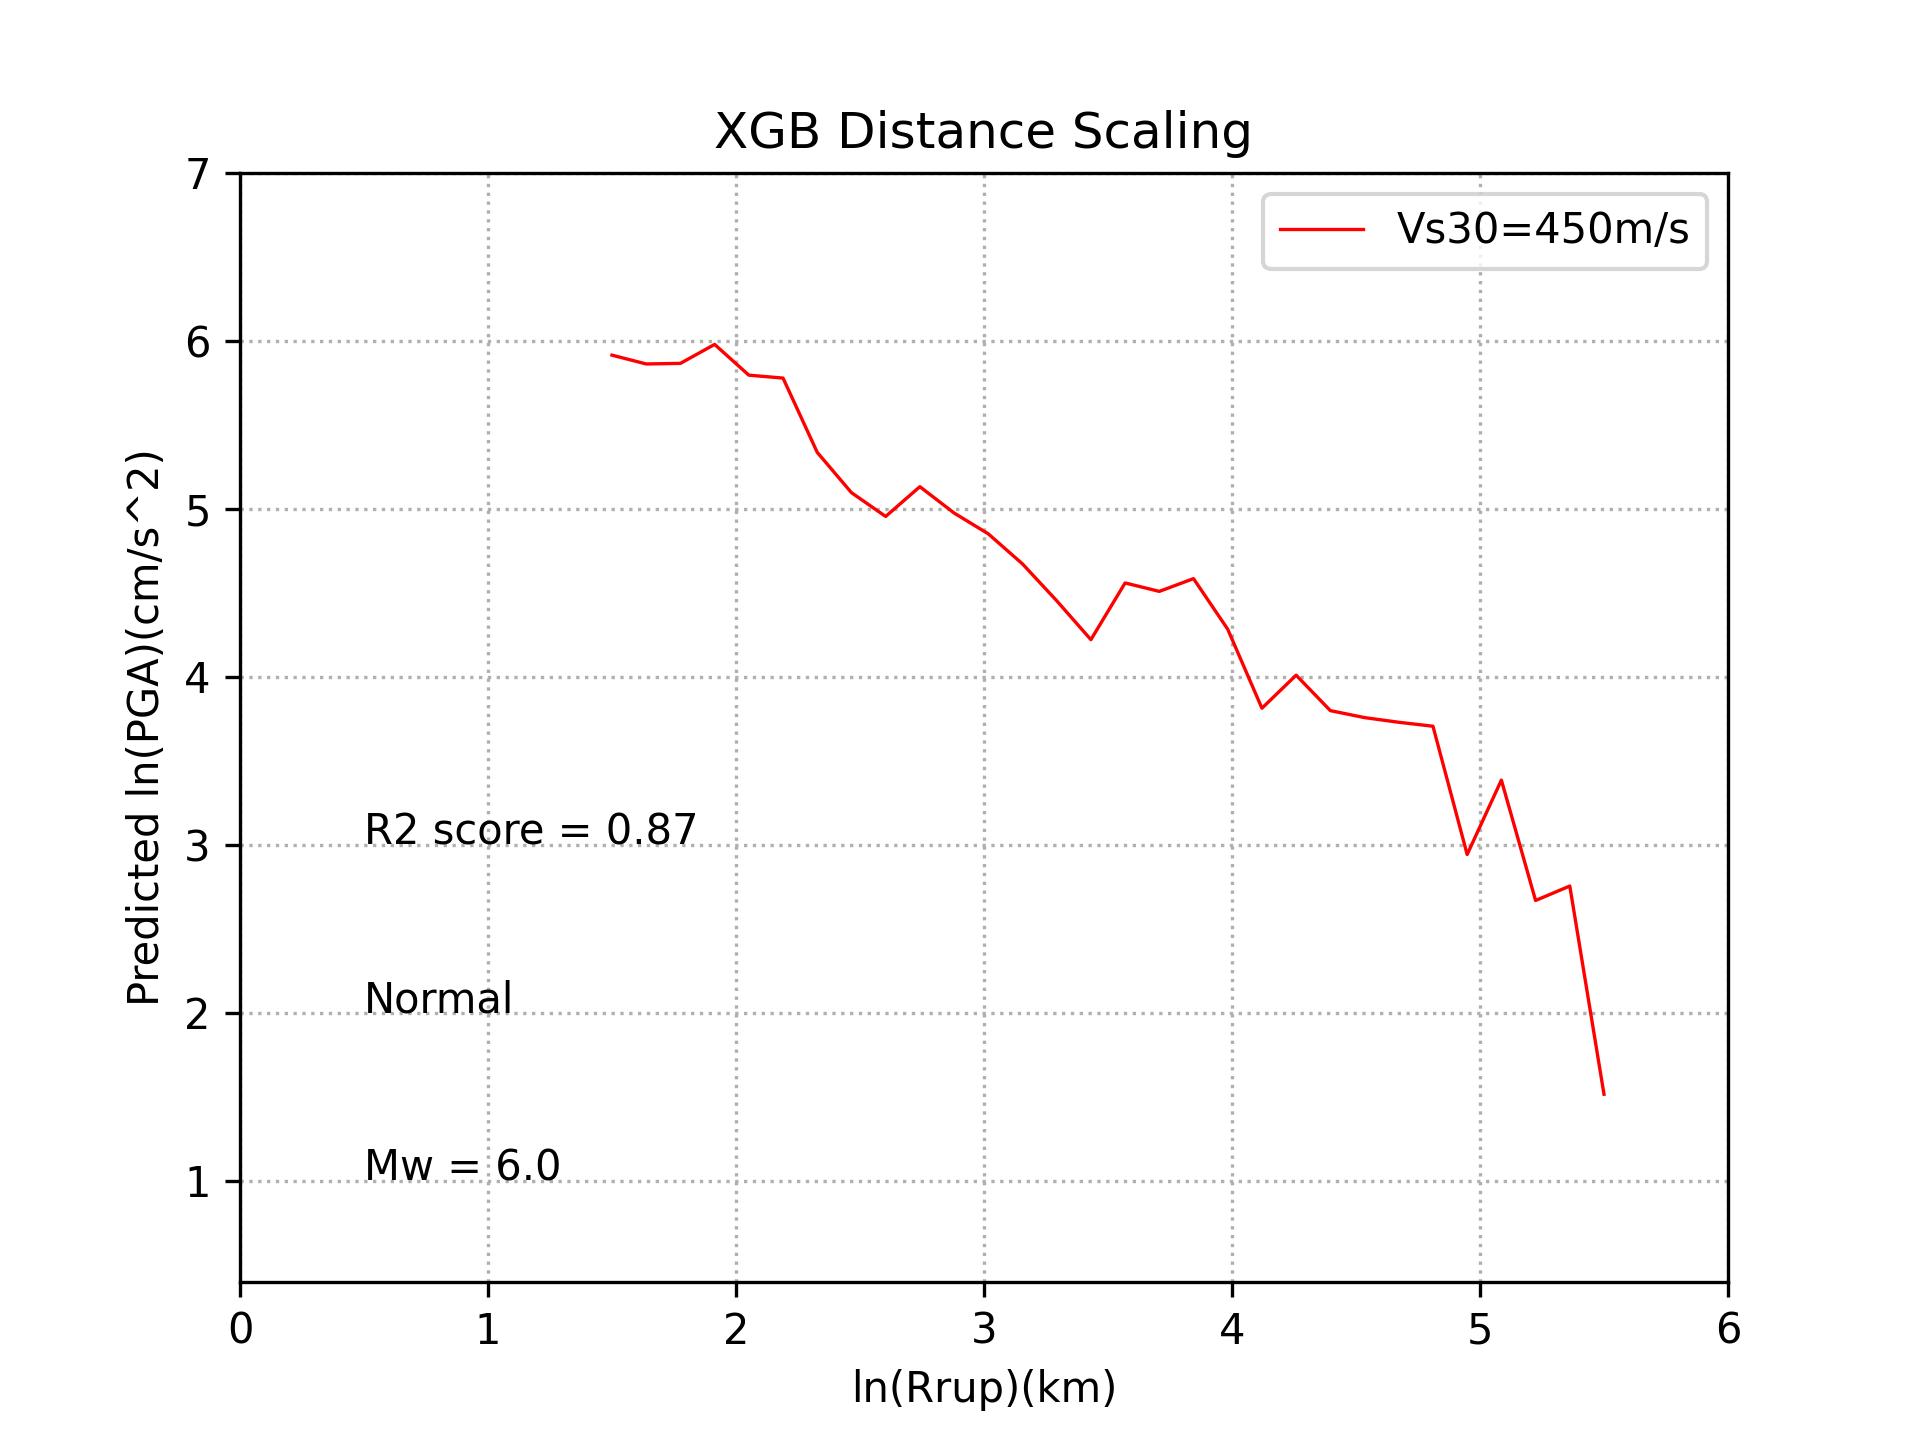 XGB Distance Scaling
Vs30=450m/s
Predicted ln(PGA)(cm/s^2)
7
6
5
4
3
2
1
R2 score = 0.87
Normal
Mw = 6.0
0 1 2 3 4 5 6
ln(Rrup)(km)